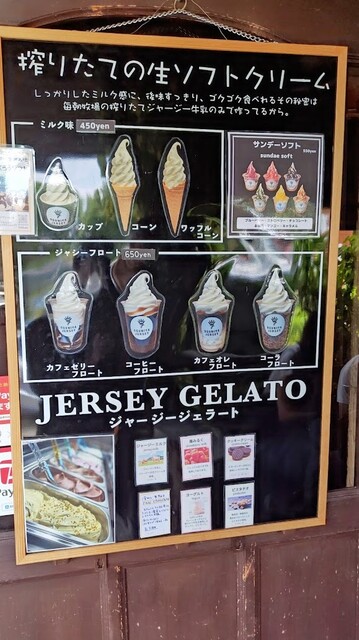 搾りたての生ソフトクリーム
しっかりしたミルク感に、後味すっきり、ゴクゴク食べれるその秘密は
毎朝牧場の搾りたてジャージー牛乳のみで作ってるから。
ミルク味 450yen
カップ
コーン
ワッフルコーン
サンデーソフト
sundae soft
ジャージーフロート 650yen
カフェゼリーフロート
コーヒーフロート
カフェオレフロート
コーラフロート
JERSEY GELATO
ジャージージェラート